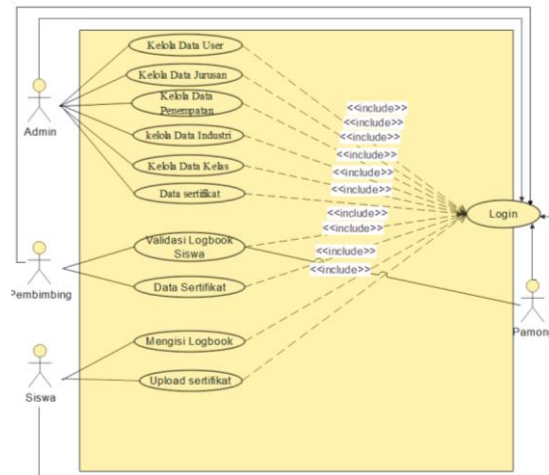 Kelola Data User
Kelola Data Jurusan
Kelola Data
Penempatan
kelola Data Industri
Kelola Data Kelas
Data sertifikat
Admin
<<include>>
<<include>>
<<include>>
<<include>>
<<include>>
<<include>>
<<include>>
<<include>>
<<include>>
<<include>>
Login
Validasi Logbook
Siswa
Data Sertifikat
Pembimbing
Pamong
Mengisi Logbook
Upload sertifikat
Siswa